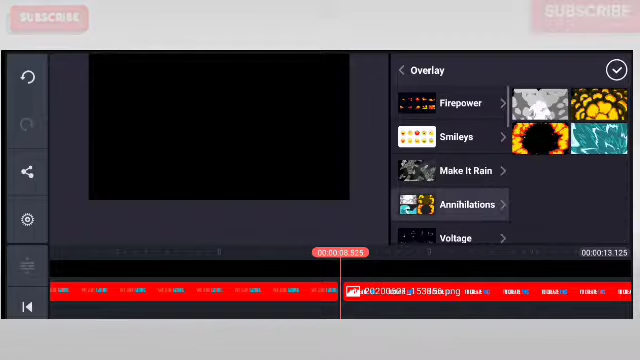 SUBSCRIBE
SUBSCRIBE
Overlay
Firepower
Smileys
Make It Rain
Annihilations
Voltage
00:00:08.525
00:00:13.125